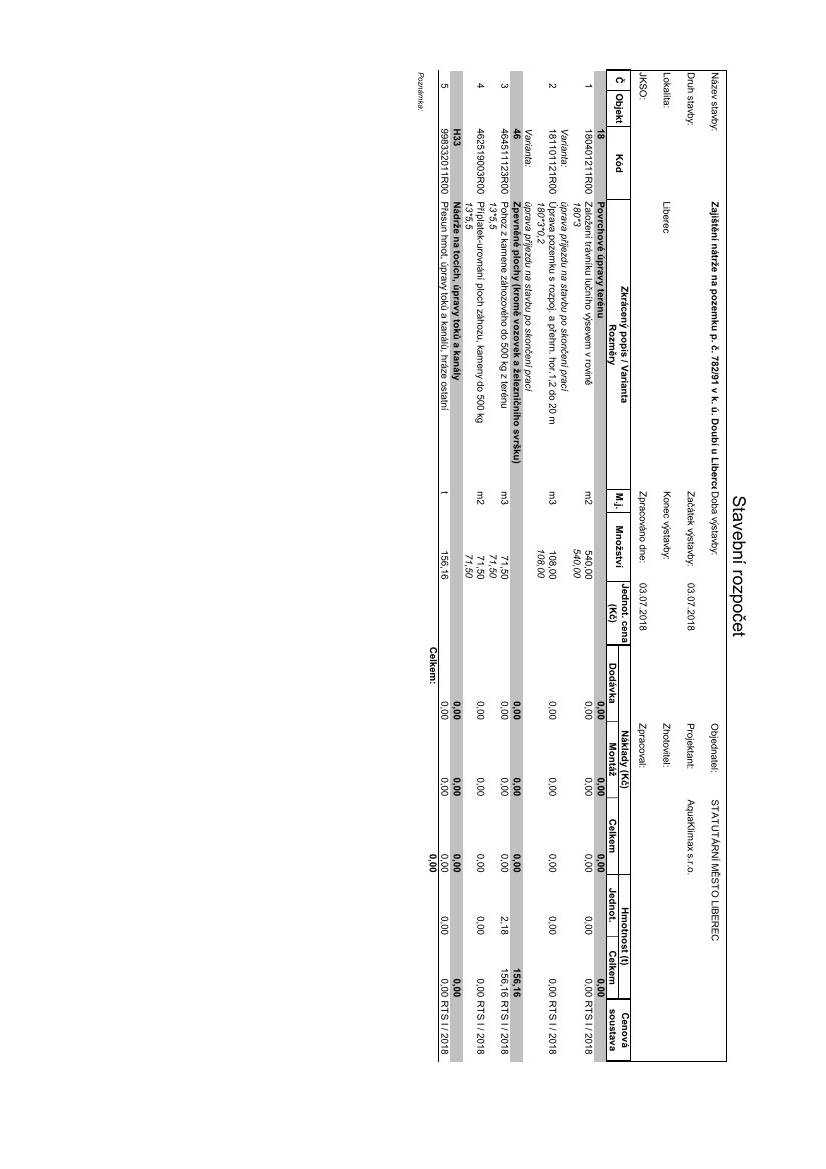 Stavební rozpočet
Název stavby: Zajištění nátrže na pozemku p. č. 782/91 v k. ú. Doubí u Liberce Doba výstavby: Objednatel: STATUTÁRNÍ MĚSTO LIBEREC
Druh stavby: Začátek výstavby: 03.07.2018 Projektant: AquaKlimax s.r.o.
Lokalita: Liberec Konec výstavby: Zhotovitel:
JKSO: Zpracováno dne: 03.07.2018 Zpracoval:
Č Objekt Kód Zkrácený popis / Varianta M.j. Množství Jednot. cena Náklady (Kč) Hmotnost (t) Cenová
Rozměry (Kč) Dodávka Montáž Celkem Jednot. Celkem soustava
18 Povrchové úpravy terénu 0,00 0,00 0,00 0,00
1 180401211R00 Založení trávníku lučního výsevem v rovině m2 540,00 0,00 0,00 0,00 0,00 0,00 RTS I / 2018
180*3 540,00
Varianta: úprava příjezdu na stavbu po skončení prací
2 181101121R00 Úprava pozemku s rozpoj. a přehrn. hor.1,2 do 20 m m3 108,00 0,00 0,00 0,00 0,00 0,00 RTS I / 2018
180*3*0,2 108,00
Varianta: úprava příjezdu na stavbu po skončení prací
46 Zpevněné plochy (kromě vozovek a železničního svršku) 0,00 0,00 0,00 156,16
3 464511123R00 Pohoz z kamene záhozového do 500 kg z terénu m3 71,50 0,00 0,00 0,00 2,18 156,16 RTS I / 2018
13*5,5 71,50
4 462519003R00 Příplatek-urovnání ploch záhozu, kameny do 500 kg m2 71,50 0,00 0,00 0,00 0,00 0,00 RTS I / 2018
13*5,5 71,50
H33 Nádrže na tocích, úpravy toků a kanály 0,00 0,00 0,00 0,00
5 998332011R00 Přesun hmot, úpravy toků a kanálů, hráze ostatní t 156,16 0,00 0,00 0,00 0,00 0,00 RTS I / 2018
Celkem: 0,00
Poznámka: